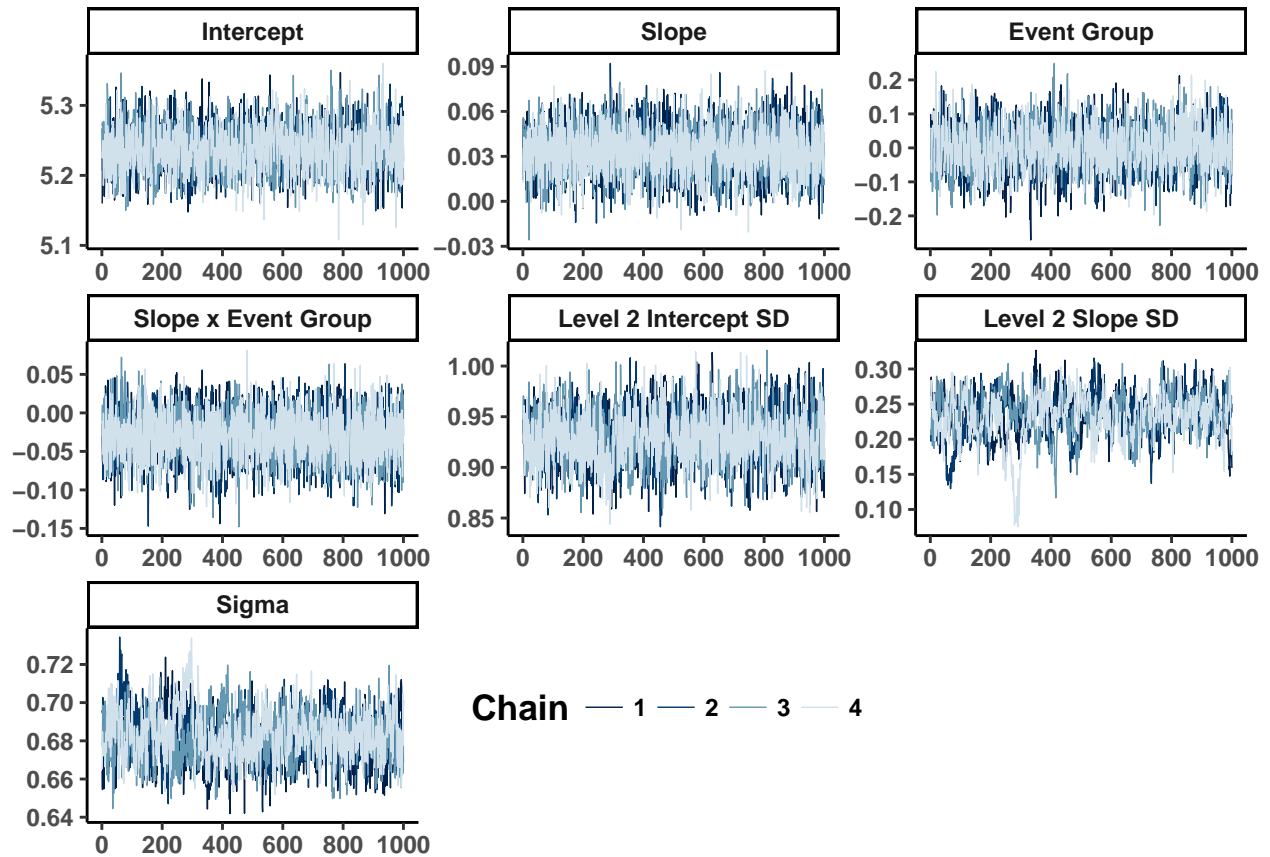 Intercept
Slope
Event Group
5.3
5.2
5.1
0 200 400 600 800 1000
0.09
0.06
0.03
0.00
−0.03
0 200 400 600 800 1000
0.2
0.1
0.0
−0.1
−0.2
0 200 400 600 800 1000
Slope x Event Group
Level 2 Intercept SD
Level 2 Slope SD
0.05
0.00
−0.05
−0.10
−0.15
0 200 400 600 800 1000
1.00
0.95
0.90
0.85
0 200 400 600 800 1000
0.30
0.25
0.20
0.15
0.10
0 200 400 600 800 1000
Sigma
0.72
0.70
0.68
0.66
0.64
0 200 400 600 800 1000
Chain 1 2 3 4